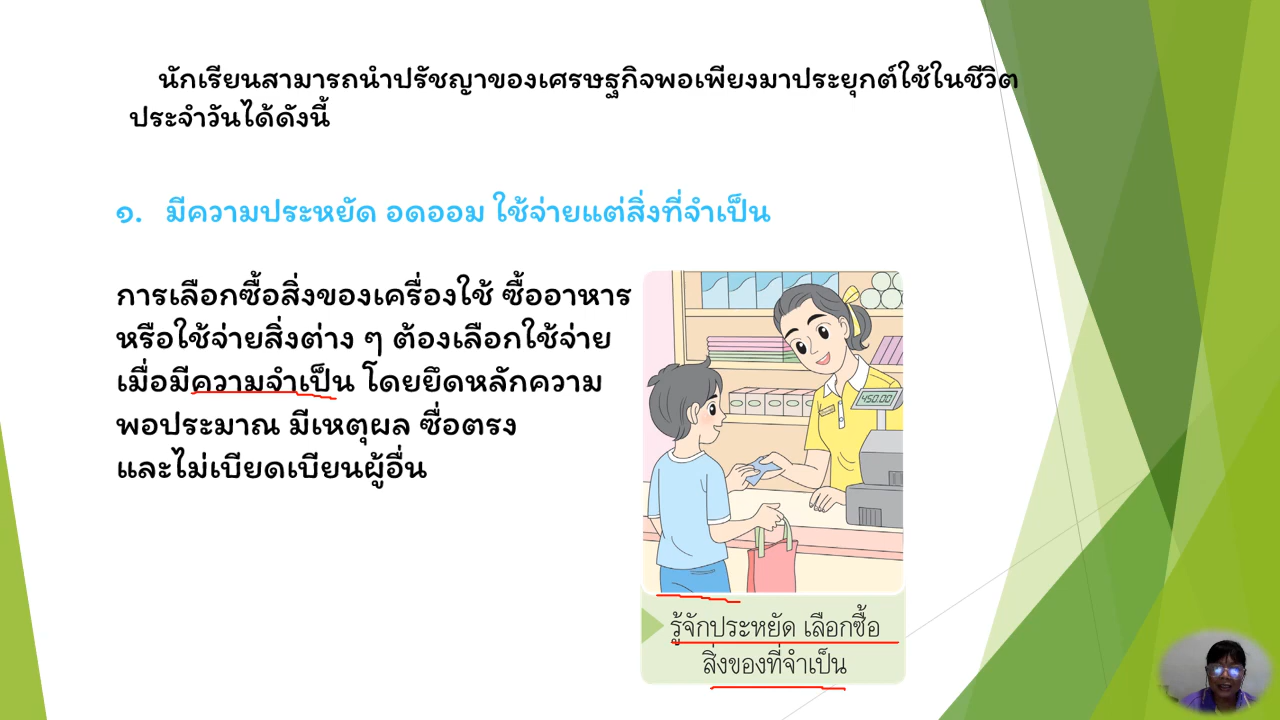 นักเรียนสามารถนำปรัชญาของเศรษฐกิจพอเพียงมาประยุกต์ใช้ในชีวิต
ประจำวันได้ดังนี้
๑. มีความประหยัด อดออม ใช้จ่ายแต่สิ่งที่จำเป็น
การเลือกซื้อสิ่งของเครื่องใช้ ซื้ออาหาร
หรือใช้จ่ายสิ่งต่าง ๆ ต้องเลือกใช้จ่าย
เมื่อมีความจำเป็น โดยยึดหลักความ
พอประมาณ มีเหตุผล ซื่อตรง
และไม่เบียดเบียนผู้อื่น
450.00
รู้จักประหยัด เลือกซื้อ
สิ่งของที่จำเป็น